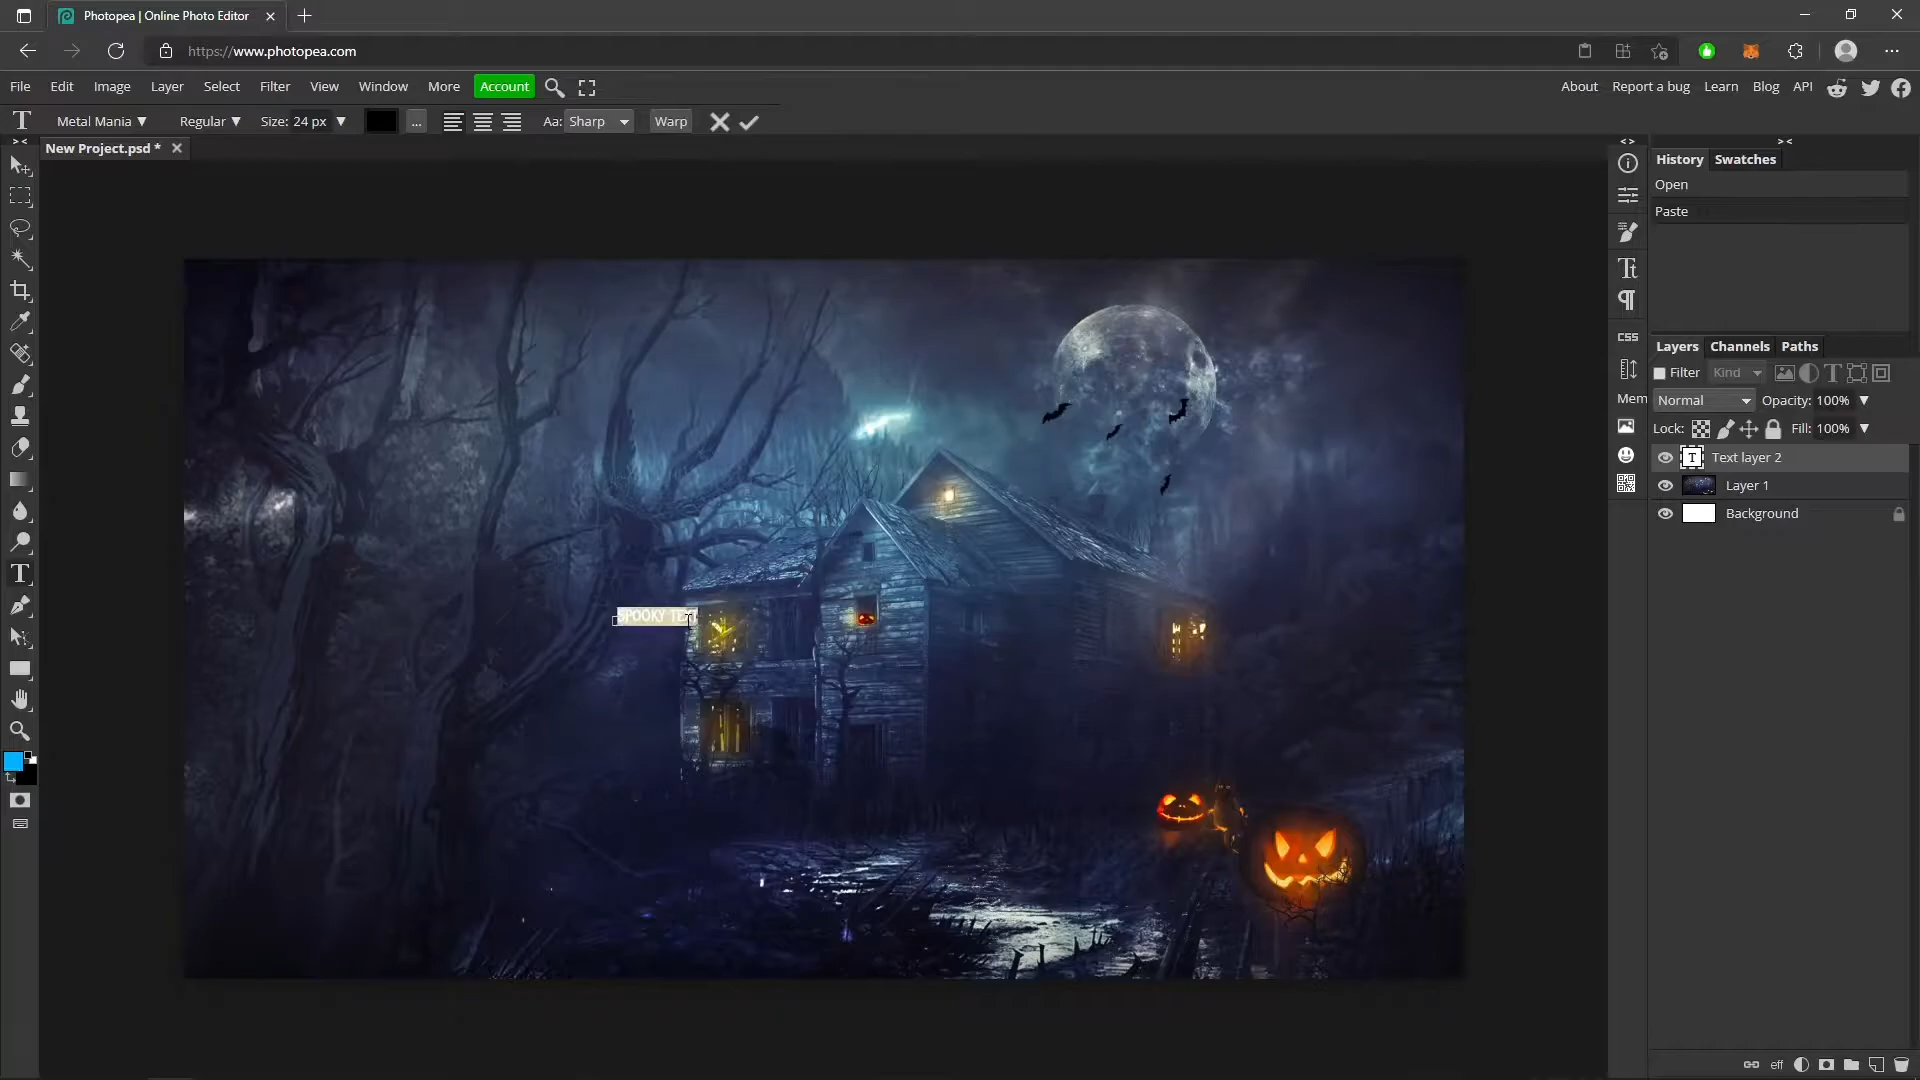 Photopea | Online Photo Editor
https://www.photopea.com
File Edit Image Layer Select Filter View Window More Account
About Report a bug Learn Blog API
T Metal Mania Regular Size: 24 px ... Aa: Sharp Warp
New Project.psd *
History Swatches
Open
Paste
Layers Channels Paths
Filter Kind
Normal Opacity: 100%
Lock: Fill: 100%
T Text layer 2
Layer 1
Background
CSS
Mem
SPOOKY TEXT
eff